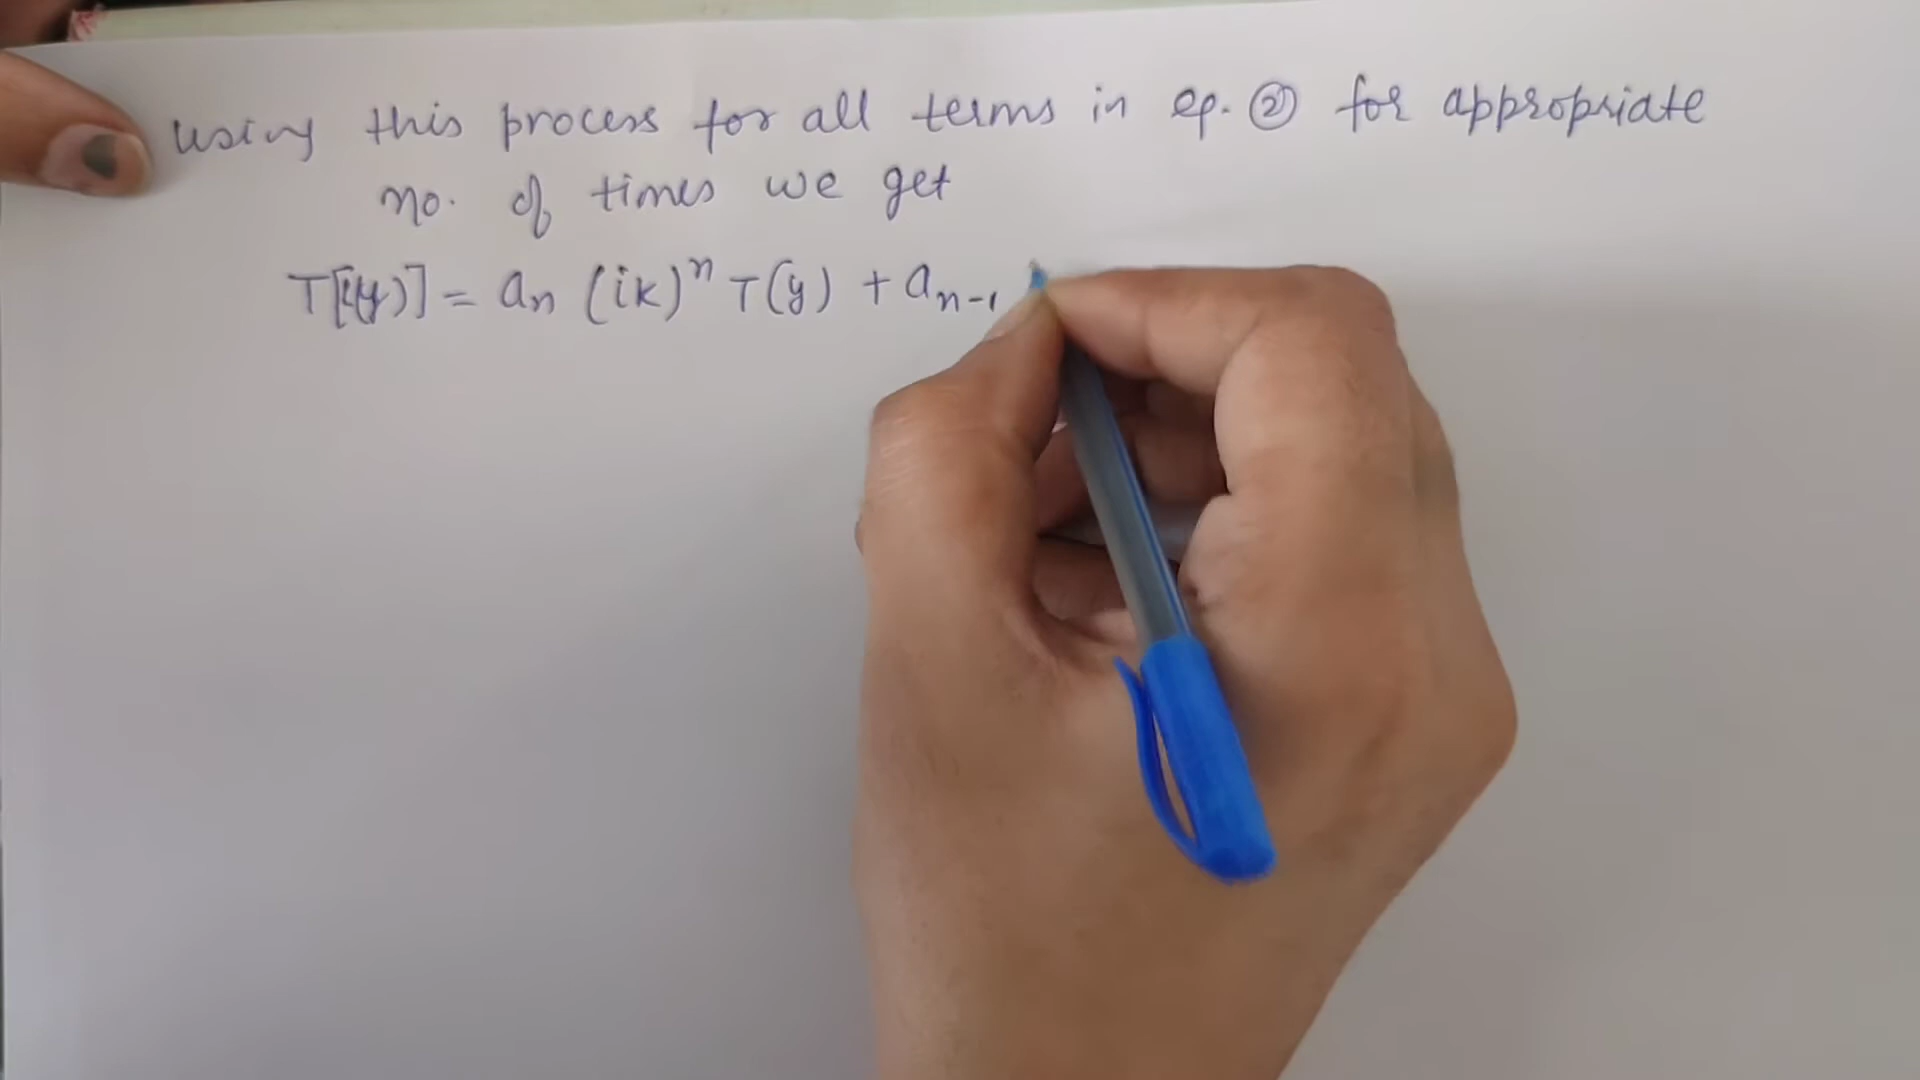 using this process for all terms in eq. ② for appropriate
no. of times we get
T[L(y)] = aₙ (ik)ⁿ T(y) + aₙ₋₁